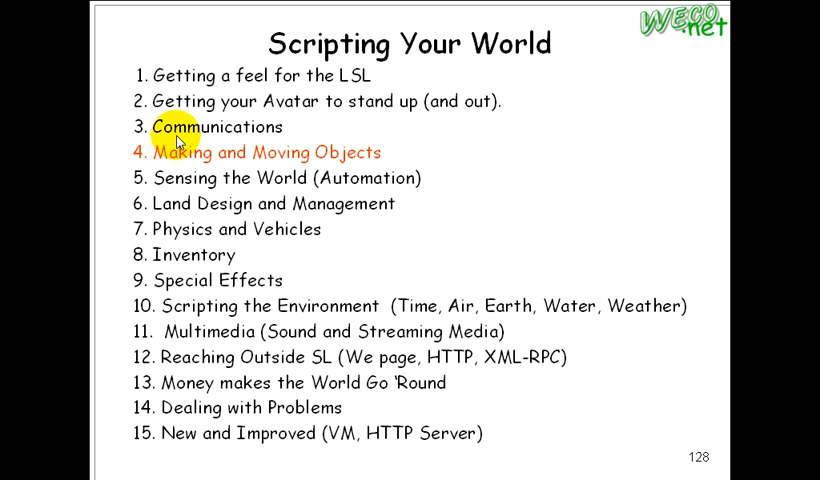 WECO
.net
Scripting Your World
1. Getting a feel for the LSL
2. Getting your Avatar to stand up (and out).
3. Communications
4. Making and Moving Objects
5. Sensing the World (Automation)
6. Land Design and Management
7. Physics and Vehicles
8. Inventory
9. Special Effects
10. Scripting the Environment (Time, Air, Earth, Water, Weather)
11. Multimedia (Sound and Streaming Media)
12. Reaching Outside SL (We page, HTTP, XML-RPC)
13. Money makes the World Go ‘Round
14. Dealing with Problems
15. New and Improved (VM, HTTP Server)
128